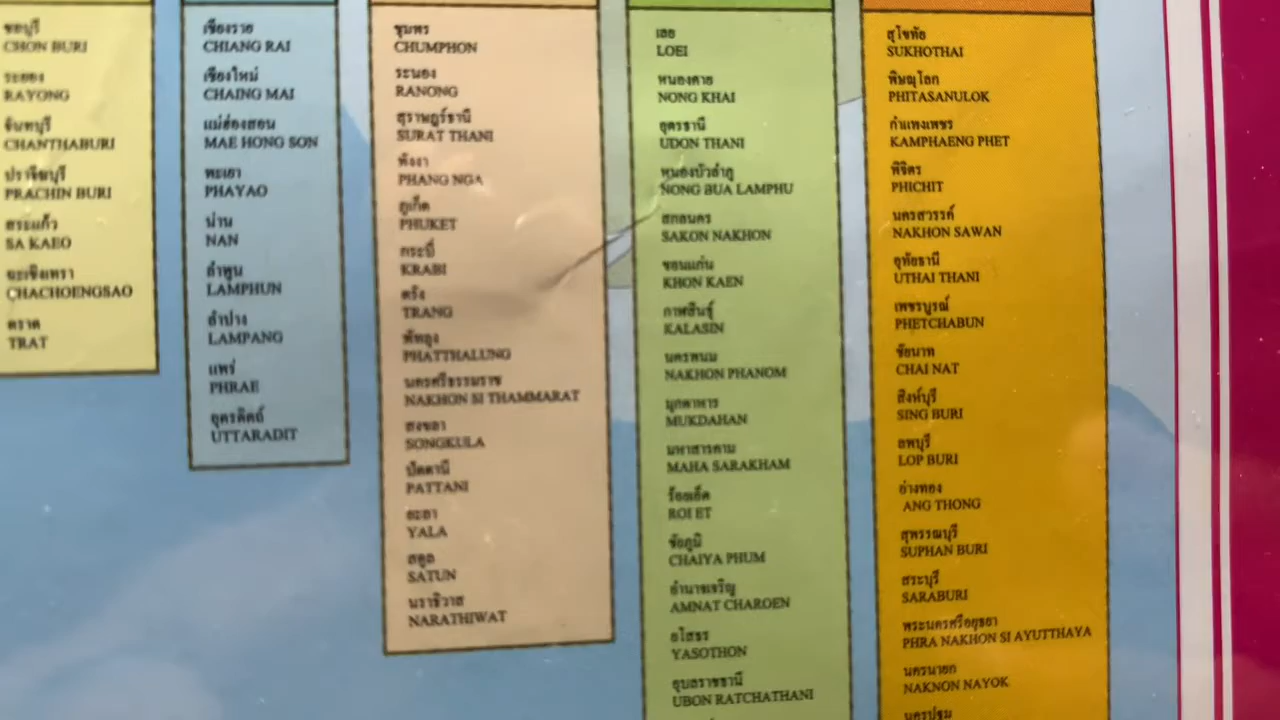 ชลบุรี
CHON BURI
ระยอง
RAYONG
จันทบุรี
CHANTHABURI
ปราจีนบุรี
PRACHIN BURI
สระแก้ว
SA KAEO
ฉะเชิงเทรา
CHACHOENGSAO
ตราด
TRAT
เชียงราย
CHIANG RAI
เชียงใหม่
CHAING MAI
แม่ฮ่องสอน
MAE HONG SON
พะเยา
PHAYAO
น่าน
NAN
ลำพูน
LAMPHUN
ลำปาง
LAMPANG
แพร่
PHRAE
อุตรดิตถ์
UTTARADIT
ชุมพร
CHUMPHON
ระนอง
RANONG
สุราษฎร์ธานี
SURAT THANI
พังงา
PHANG NGA
ภูเก็ต
PHUKET
กระบี่
KRABI
ตรัง
TRANG
พัทลุง
PHATTHALUNG
นครศรีธรรมราช
NAKHON SI THAMMARAT
สงขลา
SONGKULA
ปัตตานี
PATTANI
ยะลา
YALA
สตูล
SATUN
นราธิวาส
NARATHIWAT
เลย
LOEI
หนองคาย
NONG KHAI
อุดรธานี
UDON THANI
หนองบัวลำภู
NONG BUA LAMPHU
สกลนคร
SAKON NAKHON
ขอนแก่น
KHON KAEN
กาฬสินธุ์
KALASIN
นครพนม
NAKHON PHANOM
มุกดาหาร
MUKDAHAN
มหาสารคาม
MAHA SARAKHAM
ร้อยเอ็ด
ROI ET
ชัยภูมิ
CHAIYA PHUM
อำนาจเจริญ
AMNAT CHAROEN
ยโสธร
YASOTHON
อุบลราชธานี
UBON RATCHATHANI
สุโขทัย
SUKHOTHAI
พิษณุโลก
PHITASANULOK
กำแพงเพชร
KAMPHAENG PHET
พิจิตร
PHICHIT
นครสวรรค์
NAKHON SAWAN
อุทัยธานี
UTHAI THANI
เพชรบูรณ์
PHETCHABUN
ชัยนาท
CHAI NAT
สิงห์บุรี
SING BURI
ลพบุรี
LOP BURI
อ่างทอง
ANG THONG
สุพรรณบุรี
SUPHAN BURI
สระบุรี
SARABURI
พระนครศรีอยุธยา
PHRA NAKHON SI AYUTTHAYA
นครนายก
NAKNON NAYOK
นครปฐม